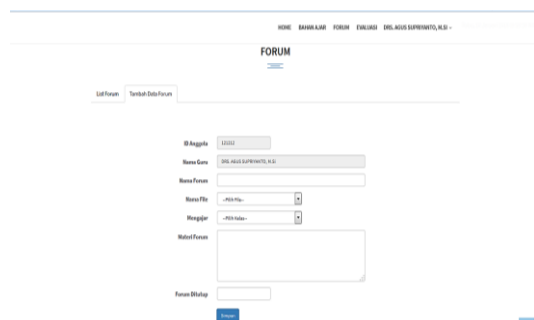 HOME BAHAN AJAR FORUM EVALUASI DRS. AGUS SUPRIYANTO, M.SI
FORUM
List Forum Tambah Data Forum
ID Anggota
Nama Guru DRS. AGUS SUPRIYANTO, M.SI
Nama Forum
Nama File --Pilih File--
Mengajar --Pilih Kelas--
Materi Forum
Forum Ditutup
Simpan